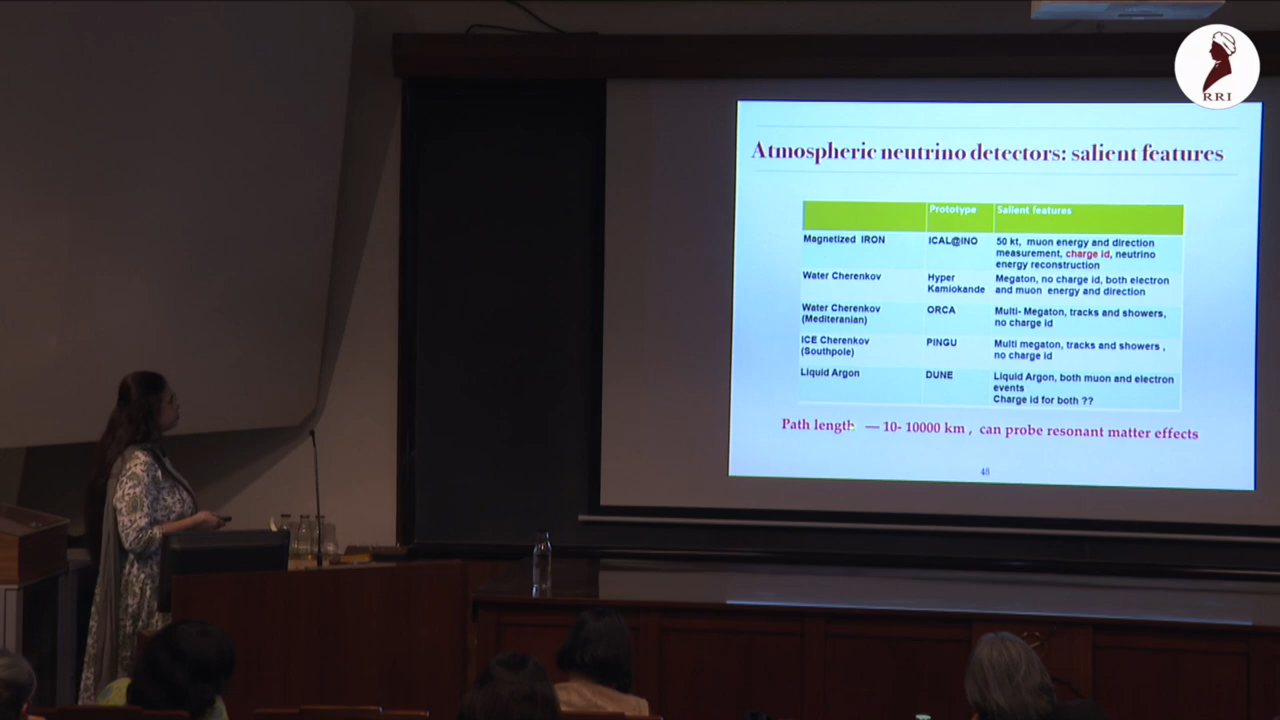 RRI
Atmospheric neutrino detectors: salient features
Prototype Salient features
Magnetized IRON ICAL@INO 50 kt, muon energy and direction
measurement, charge id, neutrino
energy reconstruction
Water Cherenkov Hyper Megaton, no charge id, both electron
Kamiokande and muon energy and direction
Water Cherenkov ORCA Multi- Megaton, tracks and showers,
(Mediteranian) no charge id
ICE Cherenkov PINGU Multi megaton, tracks and showers ,
(Southpole) no charge id
Liquid Argon DUNE Liquid Argon, both muon and electron
events
Charge id for both ??
Path length — 10- 10000 km , can probe resonant matter effects
48